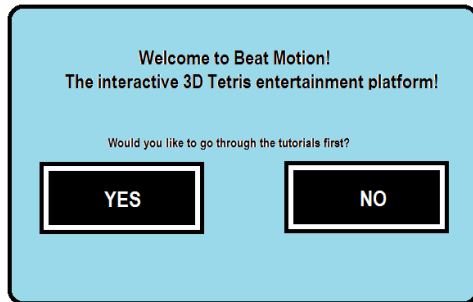 Welcome to Beat Motion!
The interactive 3D Tetris entertainment platform!
Would you like to go through the tutorials first?
YES
NO